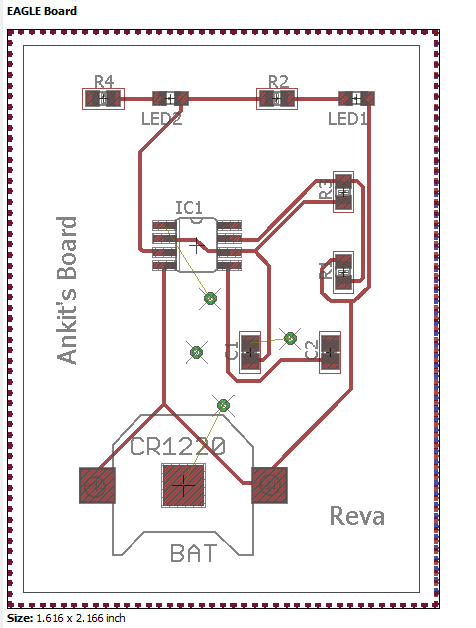 EAGLE Board
R4
R2
LED2
LED1
R3
IC1
R1
Ankit's Board
C1
C2
CR1220
Reva
BAT
Size: 1.616 x 2.166 inch